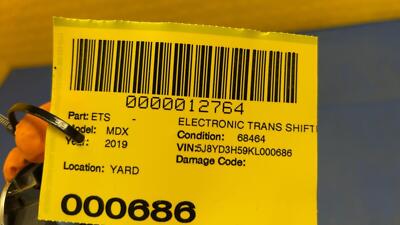 0000012764
Part: ETS - ELECTRONIC TRANS SHIFT
Model: MDX Condition: 68464
Year: 2019 VIN:5J8YD3H59KL000686
Damage Code:
Location: YARD
000686